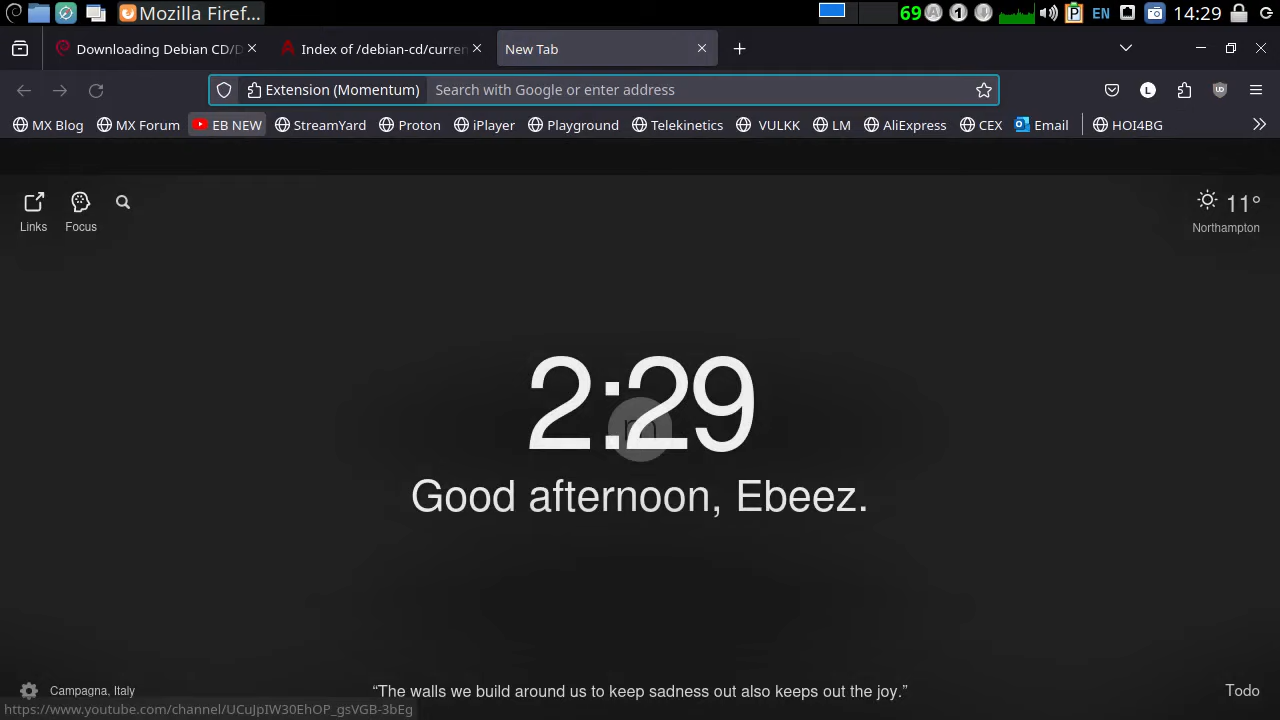 Mozilla Firef...
69
A
1
EN
14:29
Downloading Debian CD/D
Index of /debian-cd/curren
New Tab
Extension (Momentum)
Search with Google or enter address
L
MX Blog
MX Forum
EB NEW
StreamYard
Proton
iPlayer
Playground
Telekinetics
VULKK
LM
AliExpress
CEX
Email
HOI4BG
Links
Focus
11°
Northampton
2:29
Good afternoon, Ebeez.
Campagna, Italy
“The walls we build around us to keep sadness out also keeps out the joy.”
Todo
https://www.youtube.com/channel/UCuJpIW30EhOP_gsVGB-3bEg